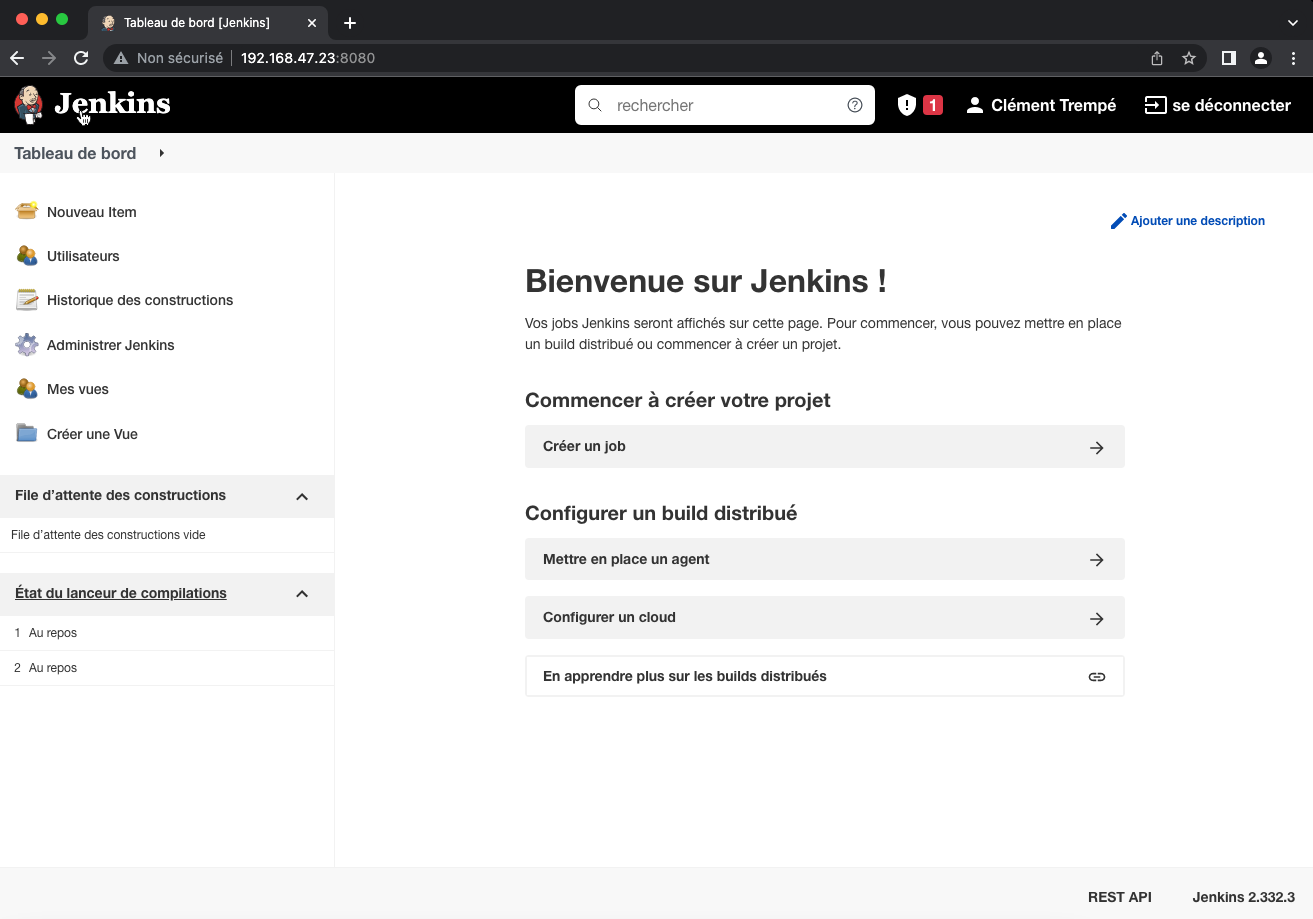 Tableau de bord [Jenkins]
Non sécurisé 192.168.47.23:8080
Jenkins
rechercher
1
Clément Trempé
se déconnecter
Tableau de bord
Nouveau Item
Utilisateurs
Historique des constructions
Administrer Jenkins
Mes vues
Créer une Vue
File d’attente des constructions
File d’attente des constructions vide
État du lanceur de compilations
1 Au repos
2 Au repos
Ajouter une description
Bienvenue sur Jenkins !
Vos jobs Jenkins seront affichés sur cette page. Pour commencer, vous pouvez mettre en place
un build distribué ou commencer à créer un projet.
Commencer à créer votre projet
Créer un job
Configurer un build distribué
Mettre en place un agent
Configurer un cloud
En apprendre plus sur les builds distribués
REST API
Jenkins 2.332.3